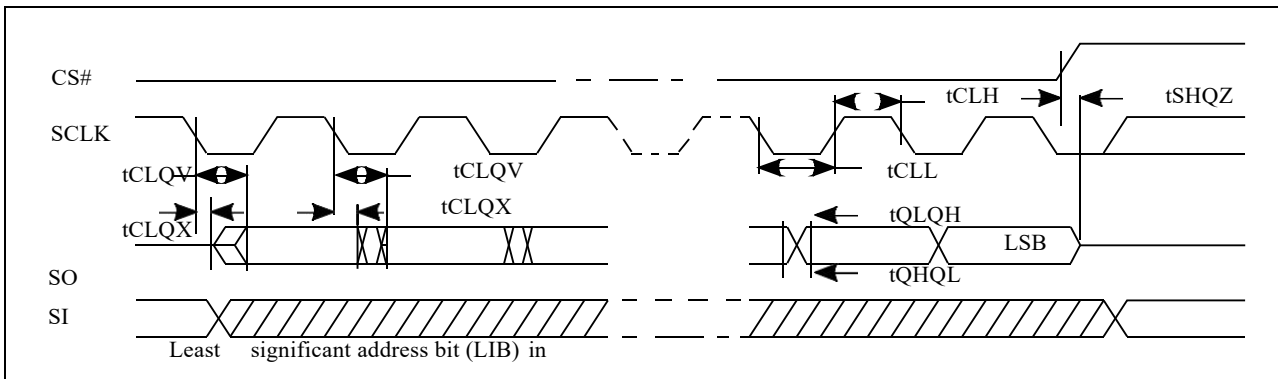 CS#
tCLH
tSHQZ
SCLK
tCLQV
tCLQV
tCLL
tCLQX
tCLQX
tQLQH
LSB
tQHQL
SO
SI
Least significant address bit (LIB) in